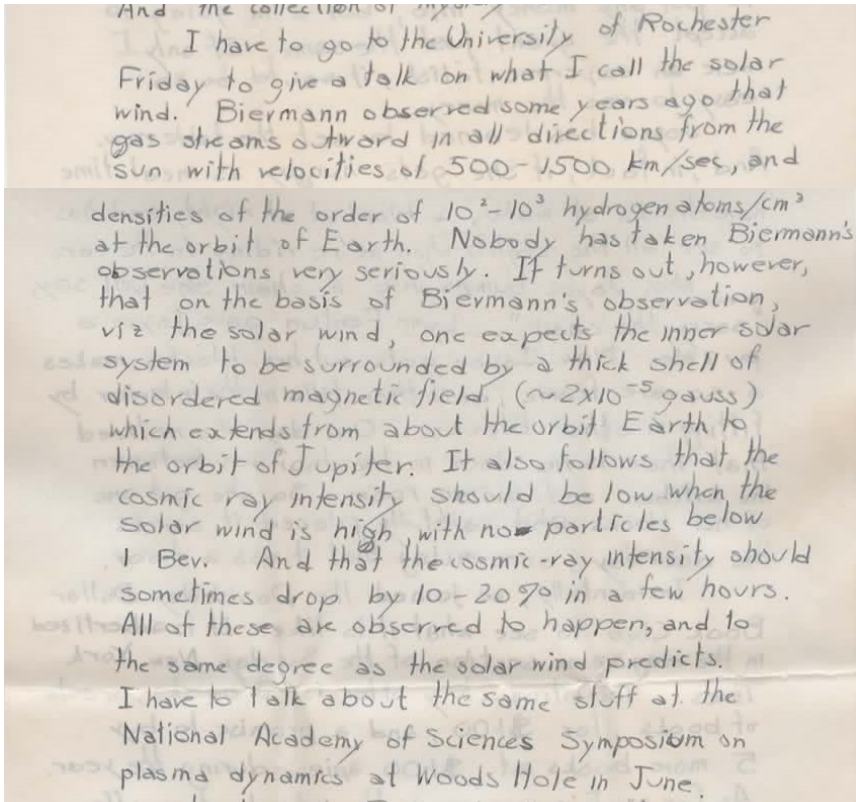 And the collection of
I have to go to the University of Rochester
Friday to give a talk on what I call the solar
wind. Biermann observed some years ago that
gas streams outward in all directions from the
sun with velocities of 500-1500 km/sec, and
densities of the order of 10²-10³ hydrogen atoms/cm³
at the orbit of Earth. Nobody has taken Biermann's
observations very seriously. It turns out, however,
that on the basis of Biermann's observation,
viz the solar wind, one expects the inner solar
system to be surrounded by a thick shell of
disordered magnetic field (~2x10⁻⁵ gauss)
which extends from about the orbit Earth to
the orbit of Jupiter. It also follows that the
cosmic ray intensity should be low when the
solar wind is high, with no particles below
1 Bev. And that the cosmic-ray intensity should
sometimes drop by 10-20% in a few hours.
All of these are observed to happen, and to
the same degree as the solar wind predicts.
I have to talk about the same stuff at the
National Academy of Sciences Symposium on
plasma dynamics at Woods Hole in June.